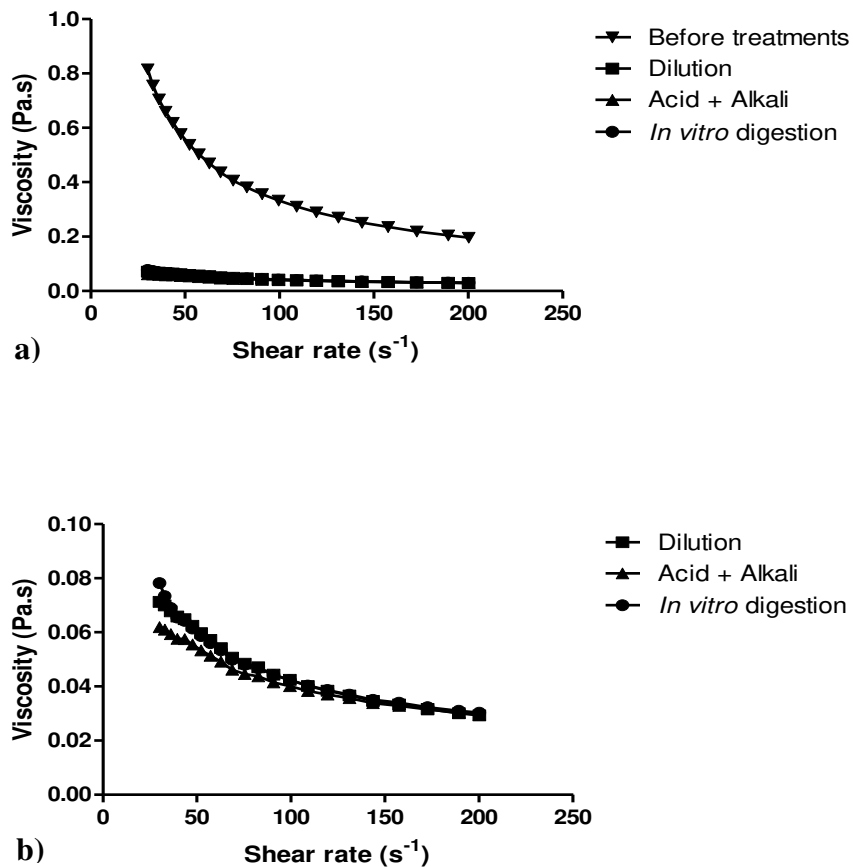 1.0
0.8
0.6
0.4
0.2
0.0
Viscosity (Pa.s)
0 50 100 150 200 250
Shear rate (s⁻¹)
Before treatments
Dilution
Acid + Alkali
In vitro digestion
a)
0.10
0.08
0.06
0.04
0.02
0.00
Viscosity (Pa.s)
0 50 100 150 200 250
Shear rate (s⁻¹)
Dilution
Acid + Alkali
In vitro digestion
b)